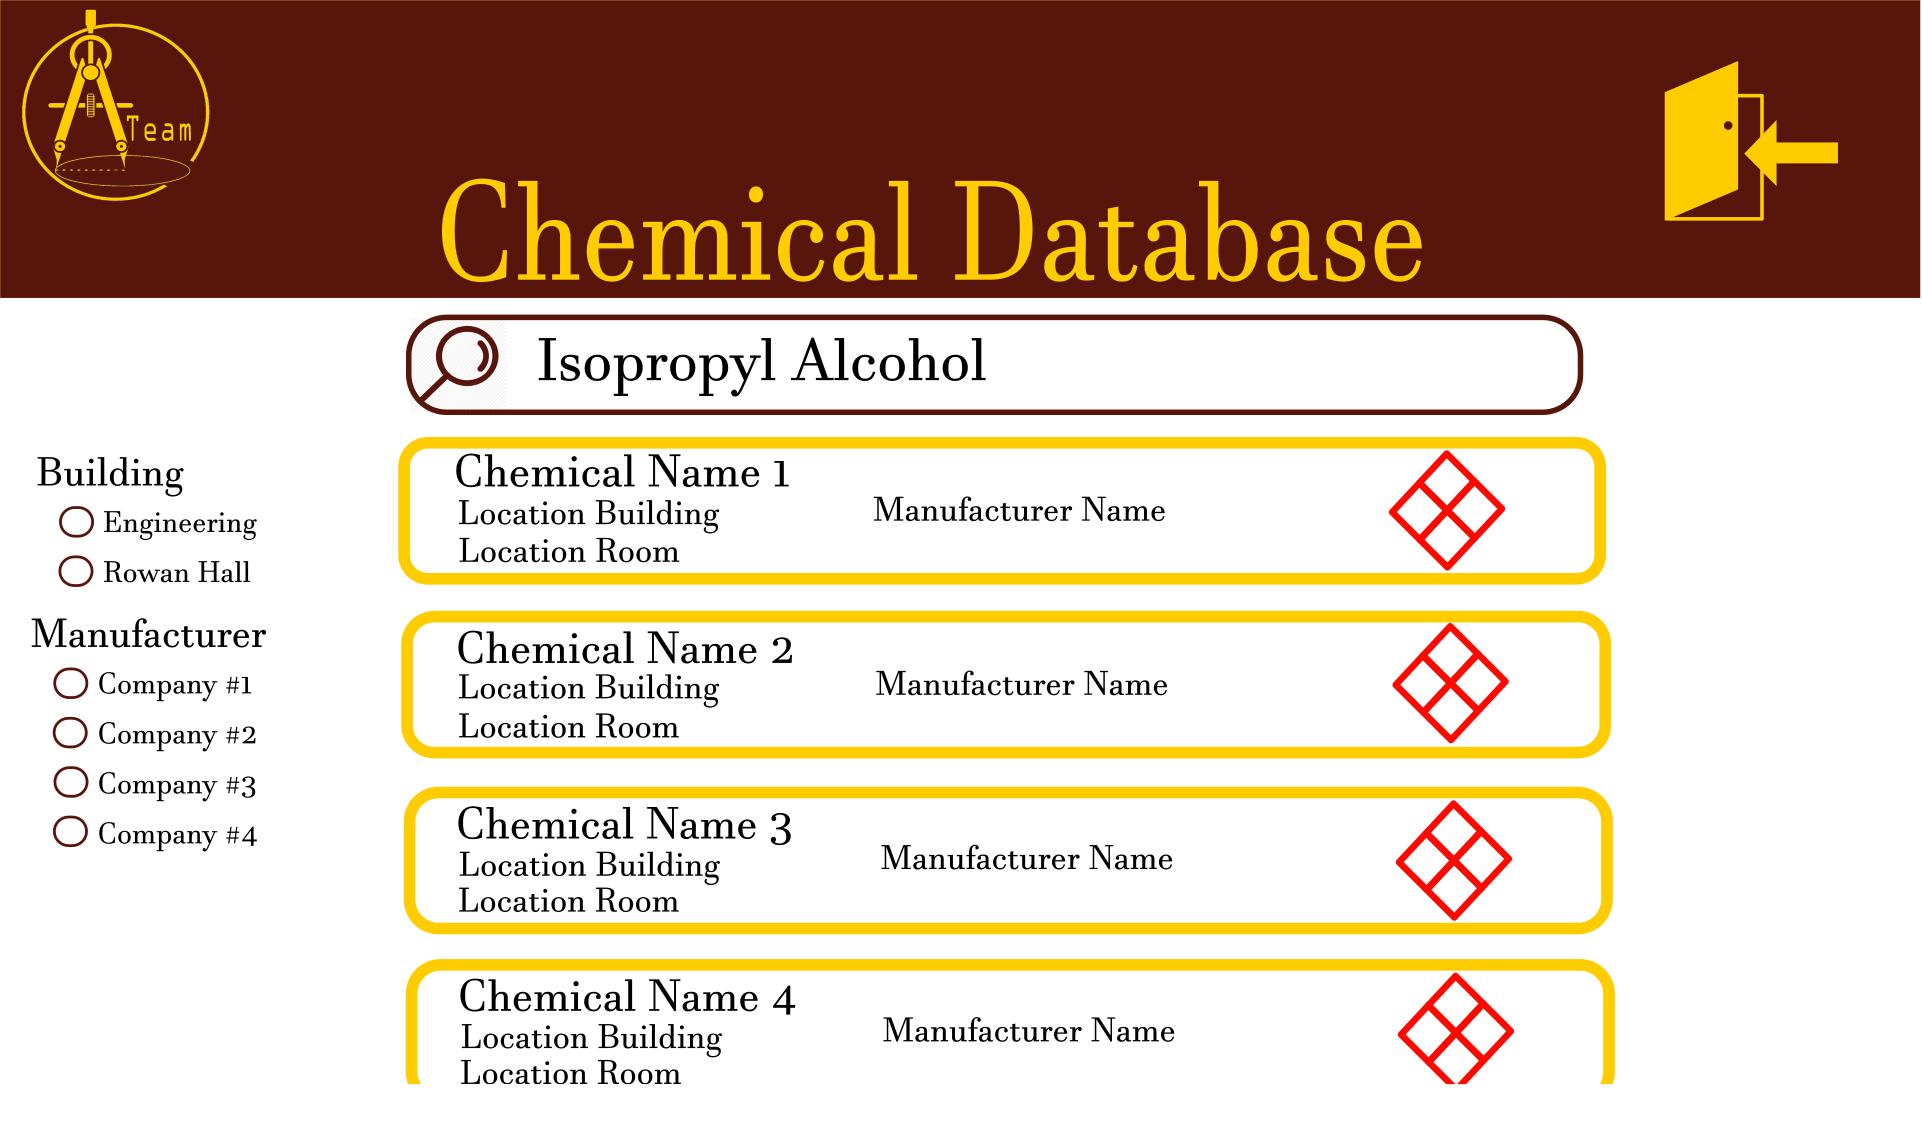 Team
Chemical Database
Isopropyl Alcohol
Building
Engineering
Rowan Hall
Manufacturer
Company #1
Company #2
Company #3
Company #4
Chemical Name 1
Location Building
Location Room
Manufacturer Name
Chemical Name 2
Location Building
Location Room
Manufacturer Name
Chemical Name 3
Location Building
Location Room
Manufacturer Name
Chemical Name 4
Location Building
Location Room
Manufacturer Name